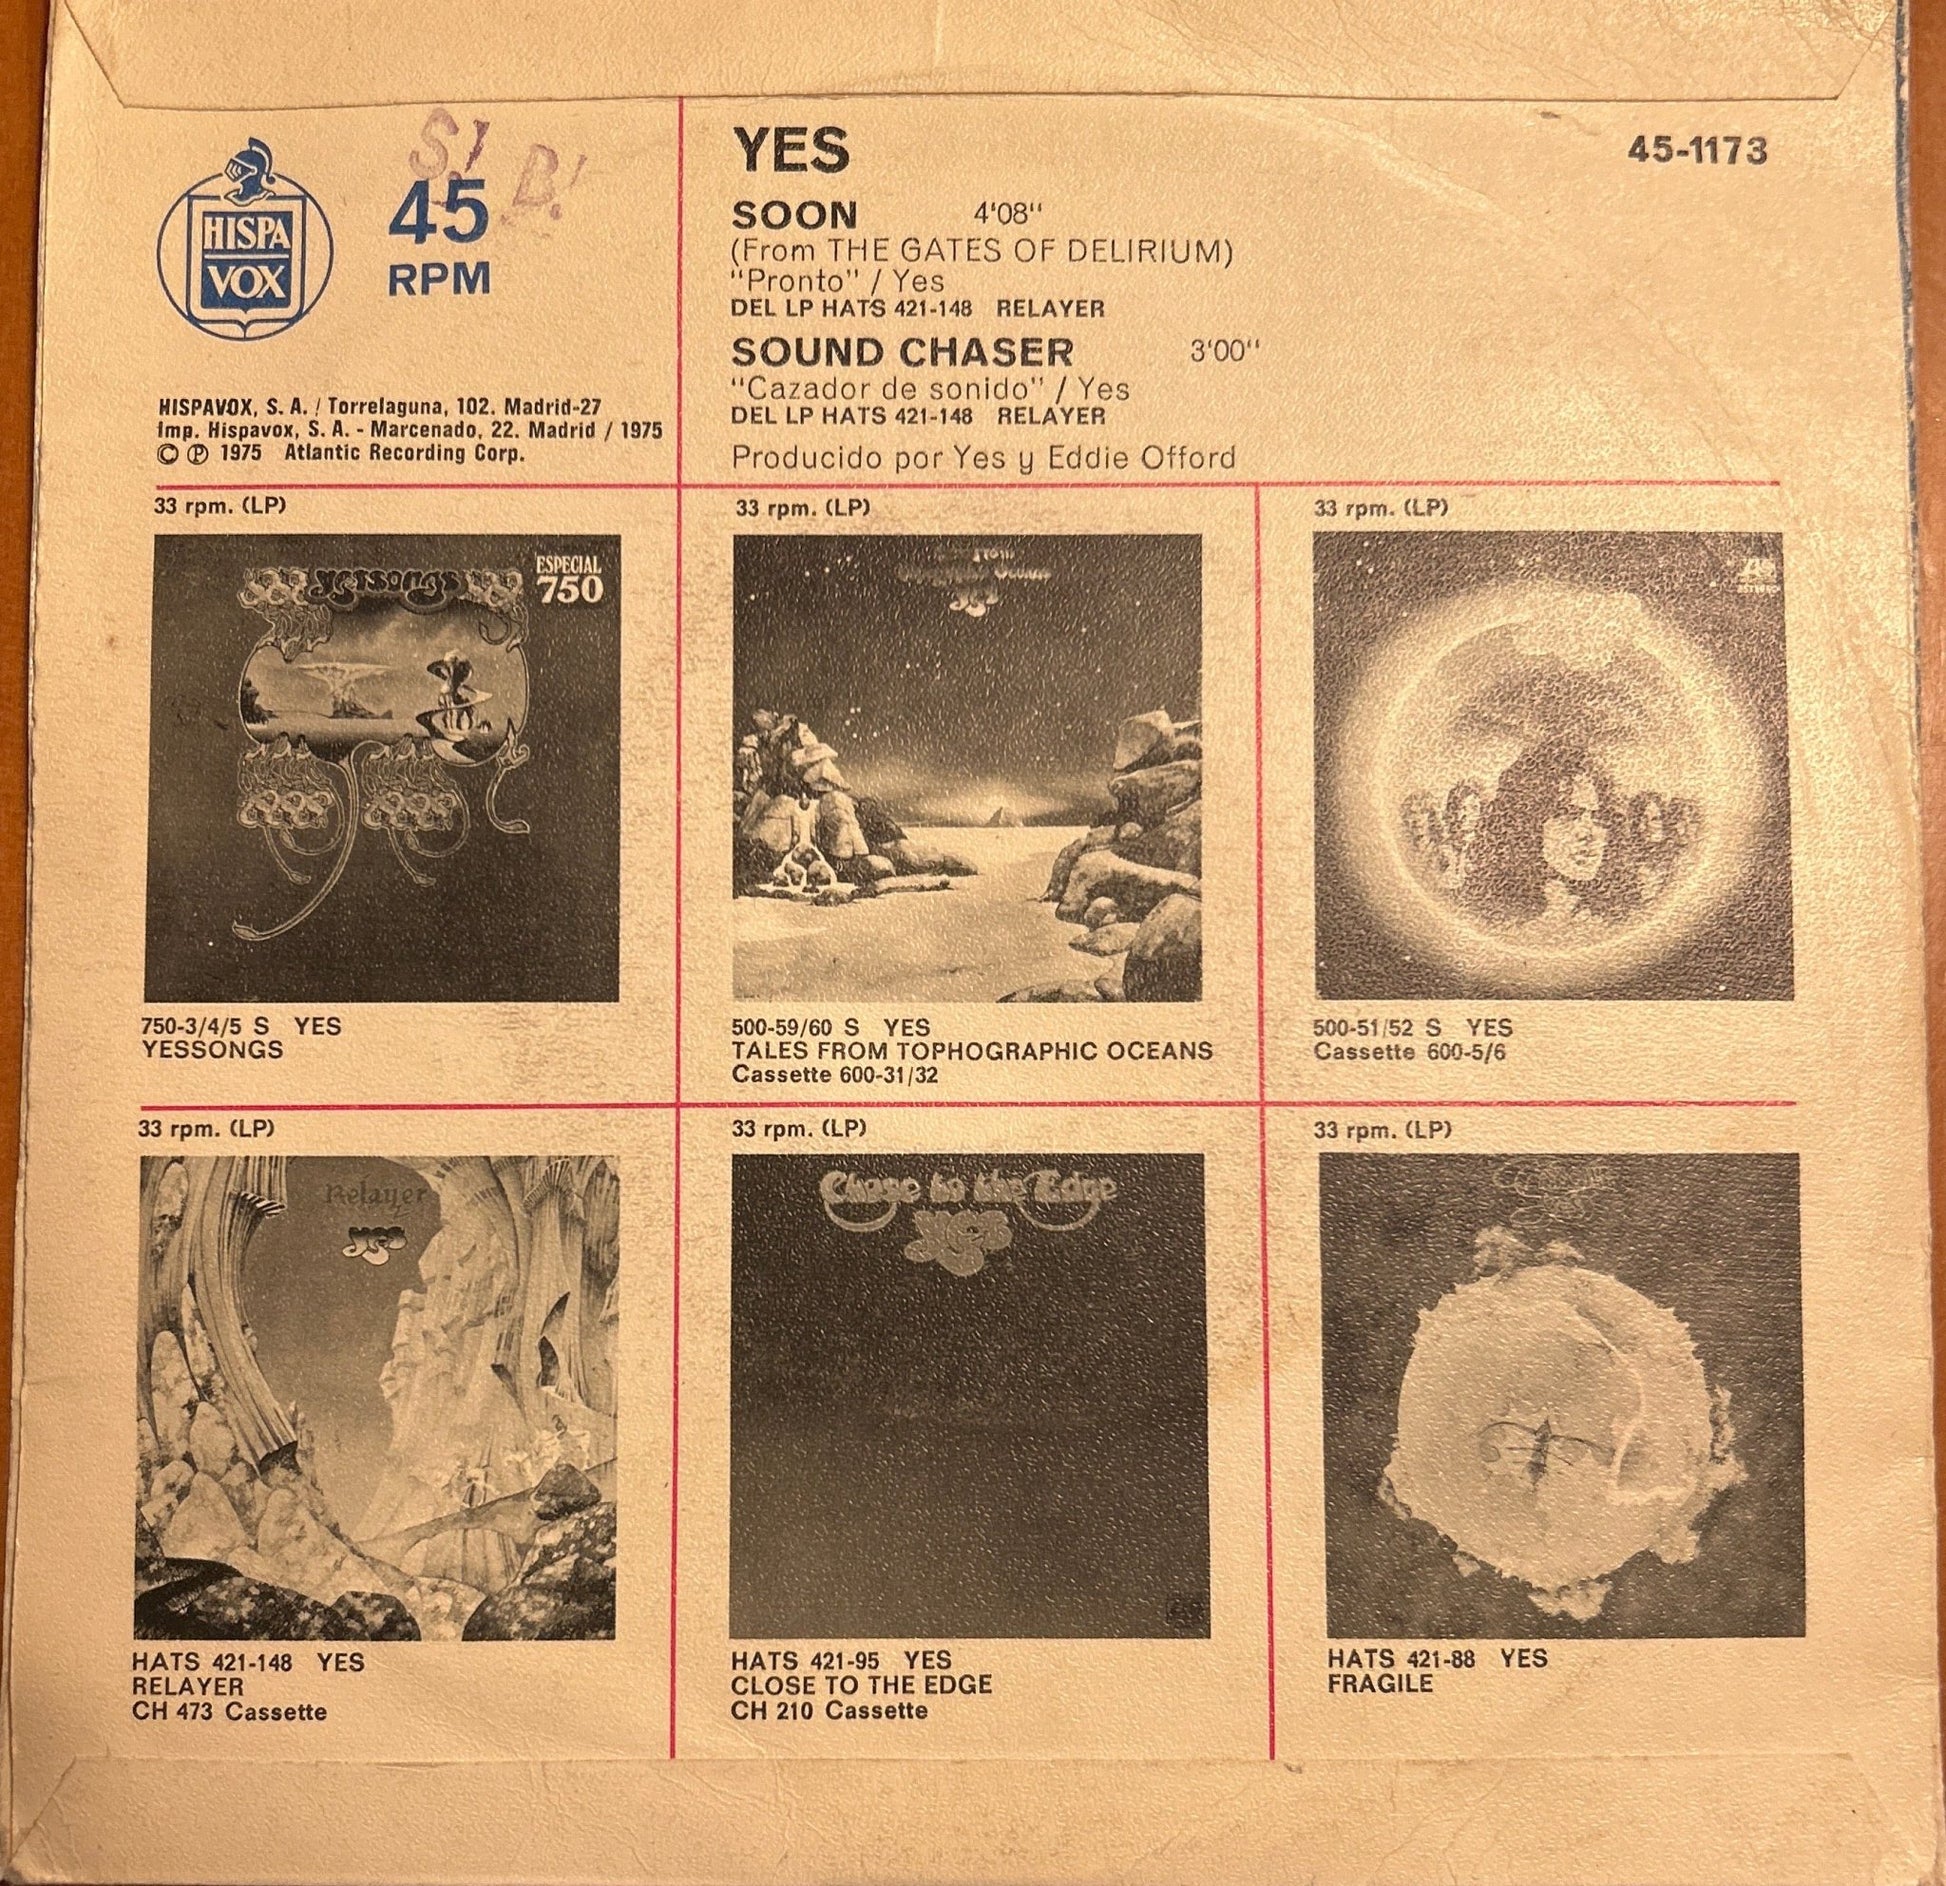 S.! B.!
HISPA
VOX
45
RPM
HISPAVOX, S. A. / Torrelaguna, 102. Madrid-27
Imp. Hispavox, S. A. - Marcenado, 22. Madrid / 1975
© Ⓟ 1975 Atlantic Recording Corp.
YES
45-1173
SOON 4'08"
(From THE GATES OF DELIRIUM)
"Pronto" / Yes
DEL LP HATS 421-148 RELAYER
SOUND CHASER 3'00"
"Cazador de sonido" / Yes
DEL LP HATS 421-148 RELAYER
Producido por Yes y Eddie Offord
33 rpm. (LP)
yessongs
ESPECIAL
750
750-3/4/5 S YES
YESSONGS
33 rpm. (LP)
yes
500-59/60 S YES
TALES FROM TOPHOGRAPHIC OCEANS
Cassette 600-31/32
33 rpm. (LP)
500-51/52 S YES
Cassette 600-5/6
33 rpm. (LP)
Relayer
yes
HATS 421-148 YES
RELAYER
CH 473 Cassette
33 rpm. (LP)
Close to the Edge
yes
HATS 421-95 YES
CLOSE TO THE EDGE
CH 210 Cassette
33 rpm. (LP)
HATS 421-88 YES
FRAGILE